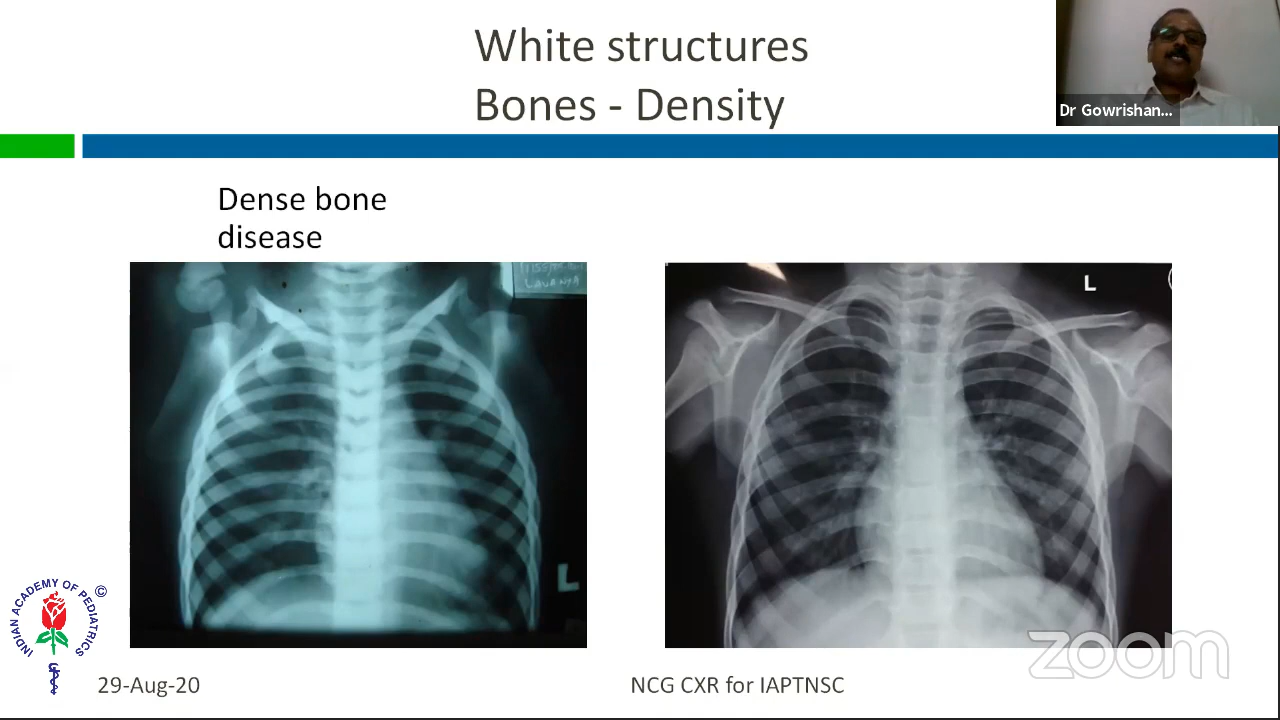 White structures
Bones - Density
Dr Gowrishan...
Dense bone
disease
LAVANYA
L
L
INDIAN ACADEMY OF PEDIATRICS
©
zoom
29-Aug-20
NCG CXR for IAPTNSC